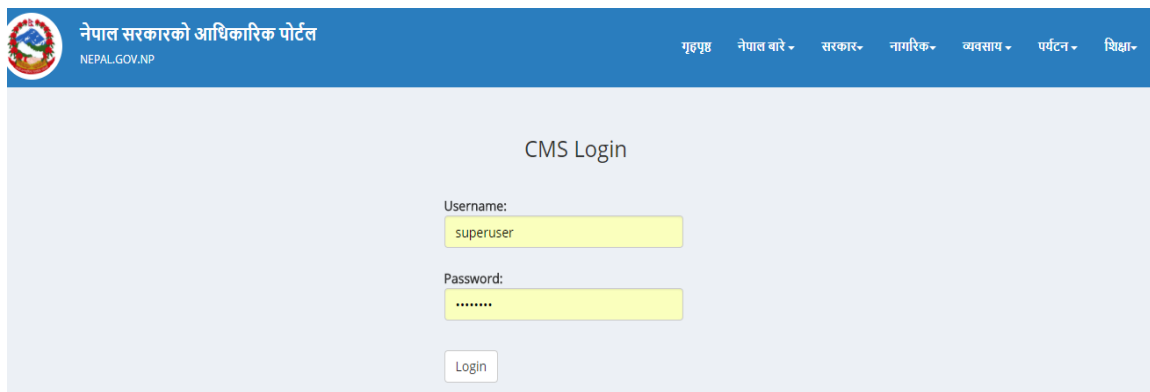 नेपाल सरकारको आधिकारिक पोर्टल
NEPAL.GOV.NP
गृहपृष्ठ नेपाल बारे सरकार नागरिक व्यवसाय पर्यटन शिक्षा
CMS Login
Username:
superuser
Password:
••••••••
Login